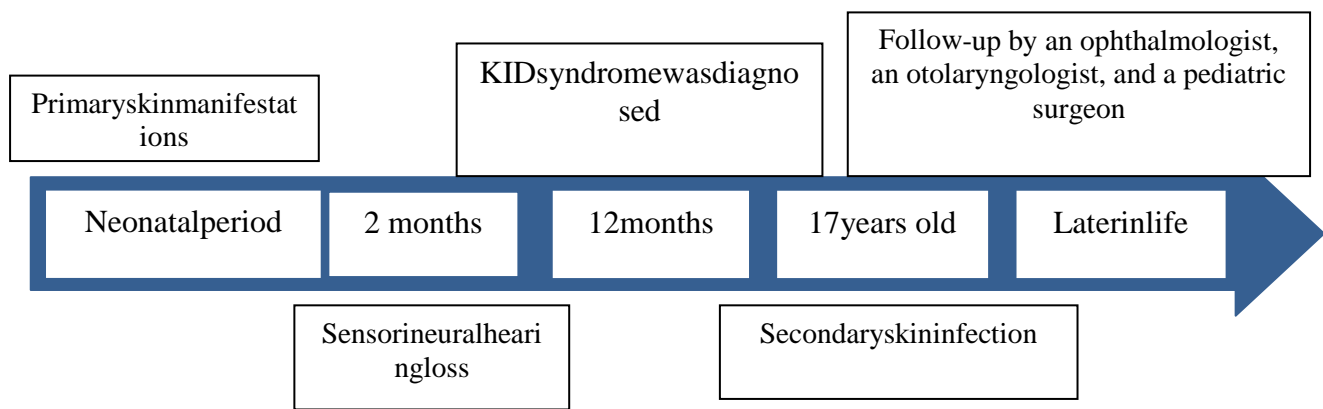 Follow-up by an ophthalmologist,
an otolaryngologist, and a pediatric
surgeon
KIDsyndromewasdiagno
sed
Primaryskinmanifestat
ions
Neonatalperiod
2 months
12months
17years old
Laterinlife
Sensorineuralheari
ngloss
Secondaryskininfection